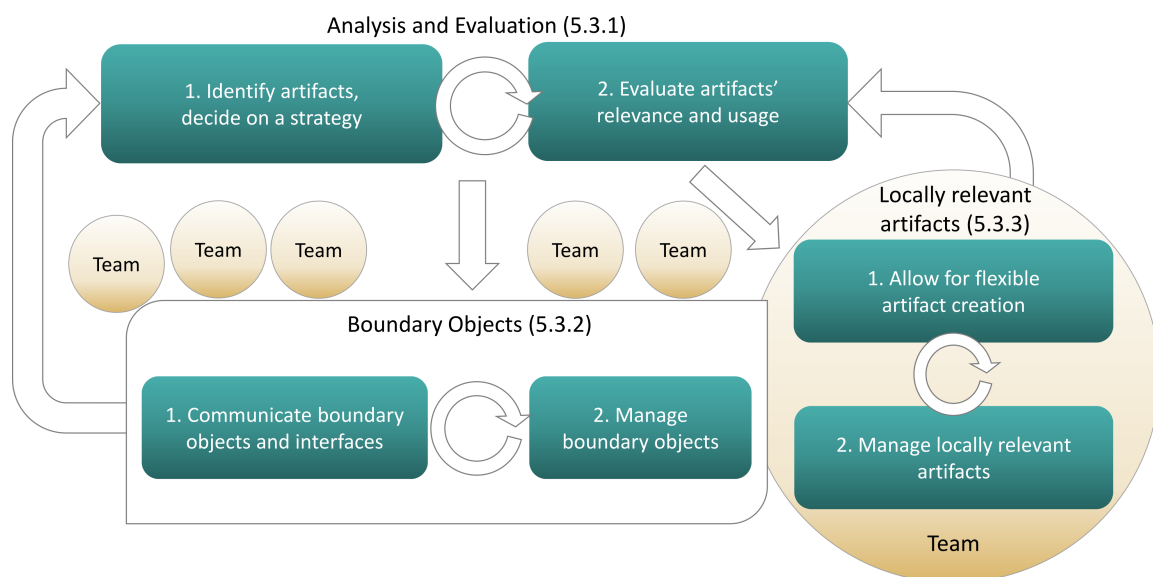 Analysis and Evaluation (5.3.1)
1. Identify artifacts,
decide on a strategy
2. Evaluate artifacts’
relevance and usage
Locally relevant
artifacts (5.3.3)
Team
Team
Team
Team
Team
1. Allow for flexible
artifact creation
Boundary Objects (5.3.2)
1. Communicate boundary
objects and interfaces
2. Manage
boundary objects
2. Manage locally relevant
artifacts
Team